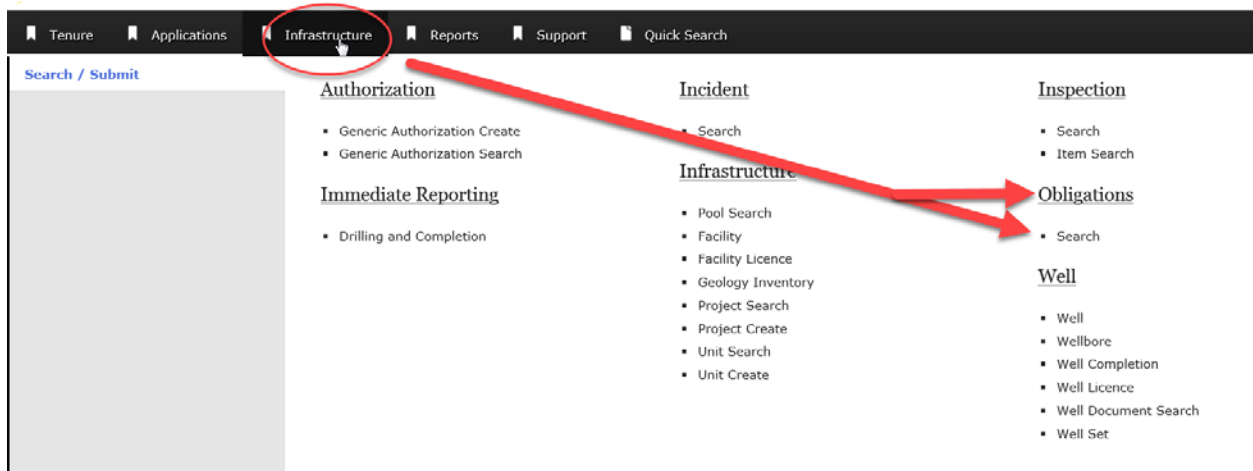 Tenure Applications Infrastructure Reports Support Quick Search
Search / Submit
Authorization
Generic Authorization Create
Generic Authorization Search
Immediate Reporting
Drilling and Completion
Incident
Search
Infrastructure
Pool Search
Facility
Facility Licence
Geology Inventory
Project Search
Project Create
Unit Search
Unit Create
Inspection
Search
Item Search
Obligations
Search
Well
Well
Wellbore
Well Completion
Well Licence
Well Document Search
Well Set